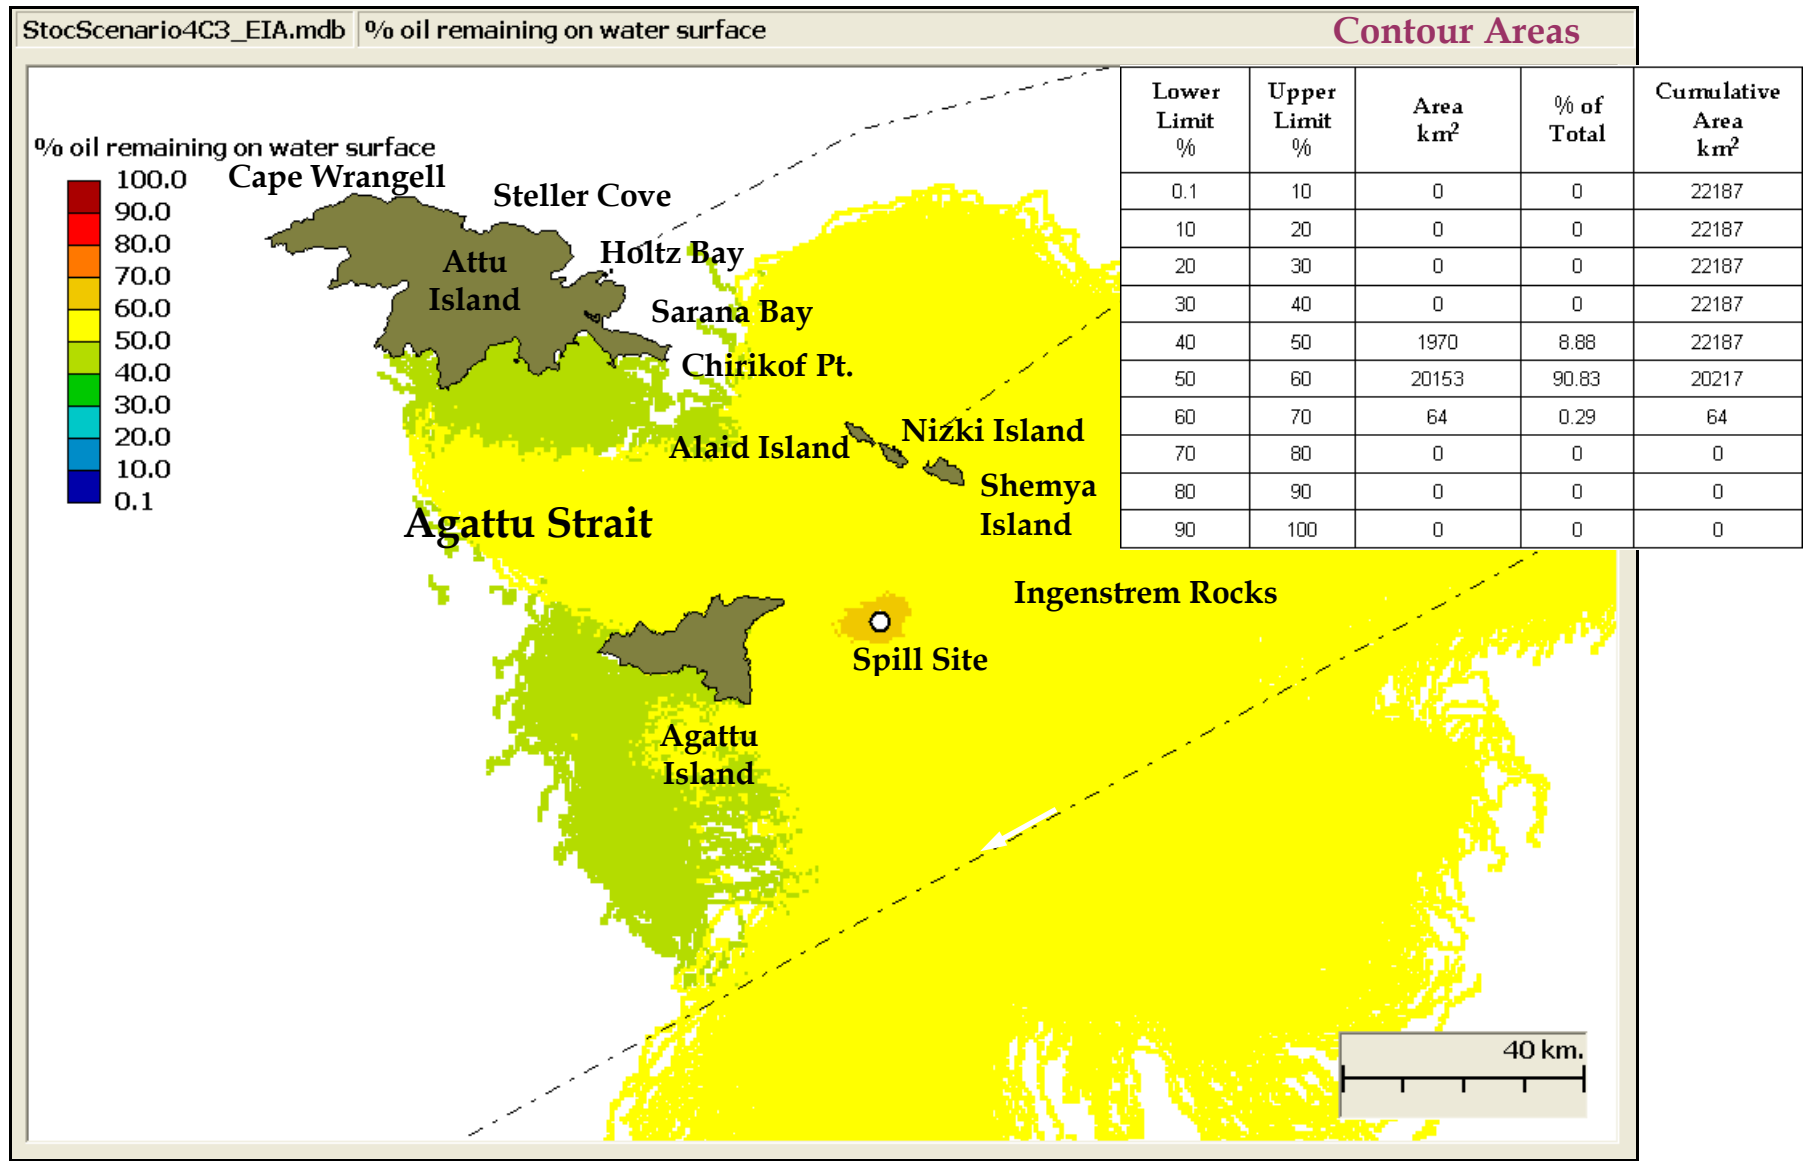 StocScenario4C3_EIA.mdb % oil remaining on water surface Contour Areas
% oil remaining on water surface
100.0
90.0
80.0
70.0
60.0
50.0
40.0
30.0
20.0
10.0
0.1
Cape Wrangell
Steller Cove
Attu
Island
Holtz Bay
Sarana Bay
Chirikof Pt.
Alaid Island
Nizki Island
Shemya
Island
Agattu Strait
Ingenstrem Rocks
Spill Site
Agattu
Island
40 km.
Lower Limit % Upper Limit % Area km² % of Total Cumulative Area km²
0.1 10 0 0 22187
10 20 0 0 22187
20 30 0 0 22187
30 40 0 0 22187
40 50 1970 8.88 22187
50 60 20153 90.83 20217
60 70 64 0.29 64
70 80 0 0 0
80 90 0 0 0
90 100 0 0 0